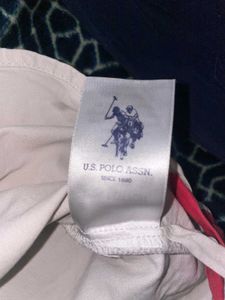 U.S. POLO ASSN.
SINCE 1890